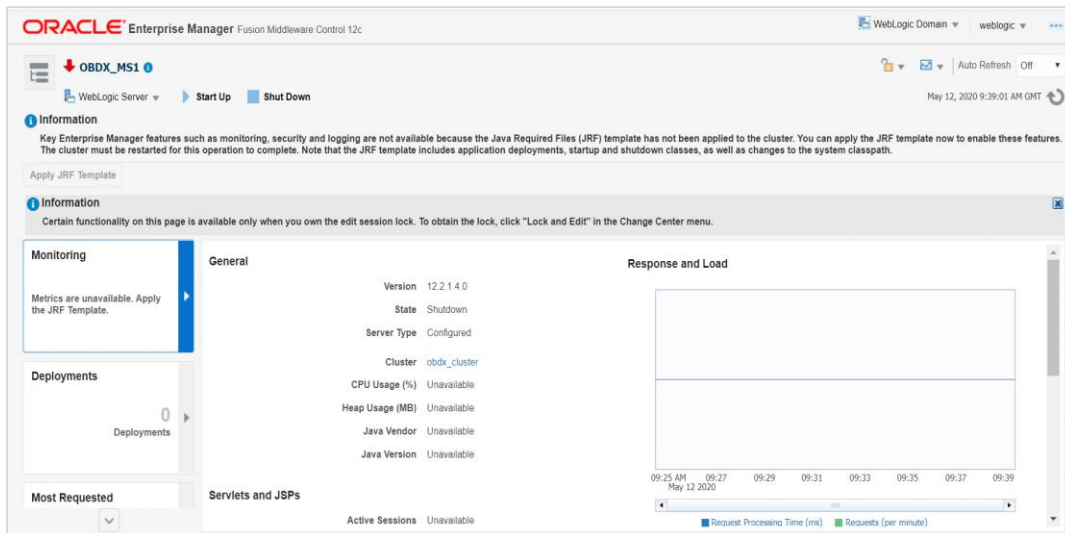 ORACLE Enterprise Manager Fusion Middleware Control 12c
WebLogic Domain
weblogic
OBDX_MS1
Auto Refresh Off
WebLogic Server
Start Up
Shut Down
May 12, 2020 9:39:01 AM GMT
Information
Key Enterprise Manager features such as monitoring, security and logging are not available because the Java Required Files (JRF) template has not been applied to the cluster. You can apply the JRF template now to enable these features.
The cluster must be restarted for this operation to complete. Note that the JRF template includes application deployments, startup and shutdown classes, as well as changes to the system classpath.
Apply JRF Template
Information
Certain functionality on this page is available only when you own the edit session lock. To obtain the lock, click "Lock and Edit" in the Change Center menu.
Monitoring
Metrics are unavailable. Apply
the JRF Template.
Deployments
0
Deployments
Most Requested
General
Version 12.2.1.4.0
State Shutdown
Server Type Configured
Cluster obdx_cluster
CPU Usage (%) Unavailable
Heap Usage (MB) Unavailable
Java Vendor Unavailable
Java Version Unavailable
Servlets and JSPs
Active Sessions Unavailable
Response and Load
09:25 AM 09:27 09:29 09:31 09:33 09:35 09:37 09:39
May 12 2020
Request Processing Time (ms) Requests (per minute)